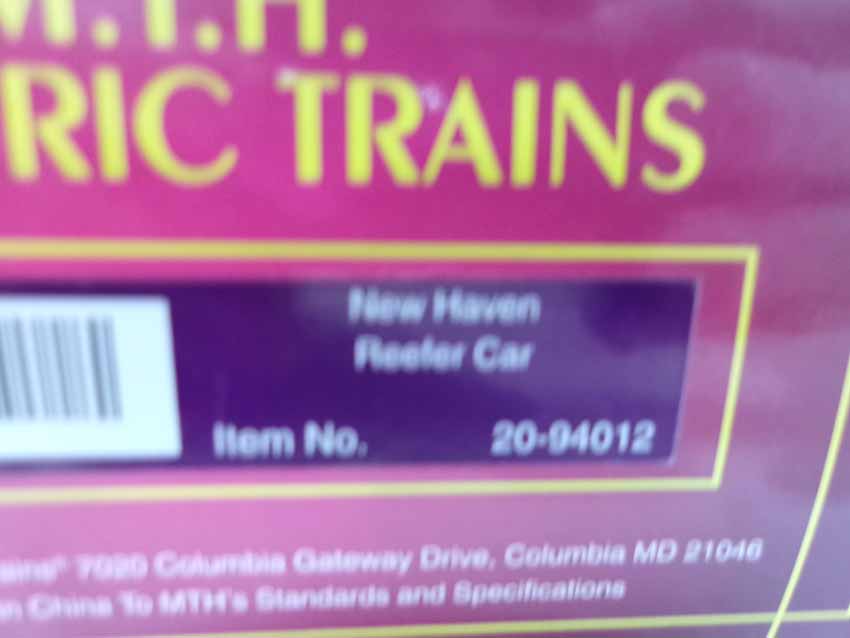 M.T.H.
RIC TRAINS
New Haven
Reefer Car
Item No. 20-94012
ains® 7020 Columbia Gateway Drive, Columbia MD 21046
n China To MTH's Standards and Specifications